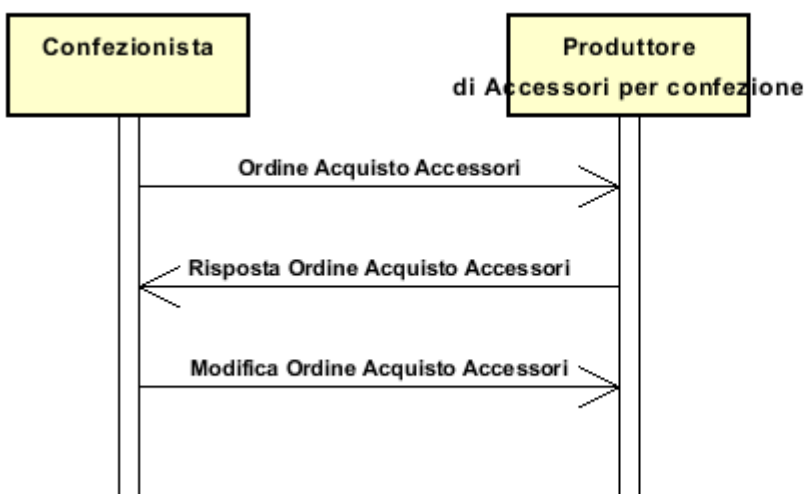 Confezionista
Produttore
di Accessori per confezione
Ordine Acquisto Accessori
Risposta Ordine Acquisto Accessori
Modifica Ordine Acquisto Accessori